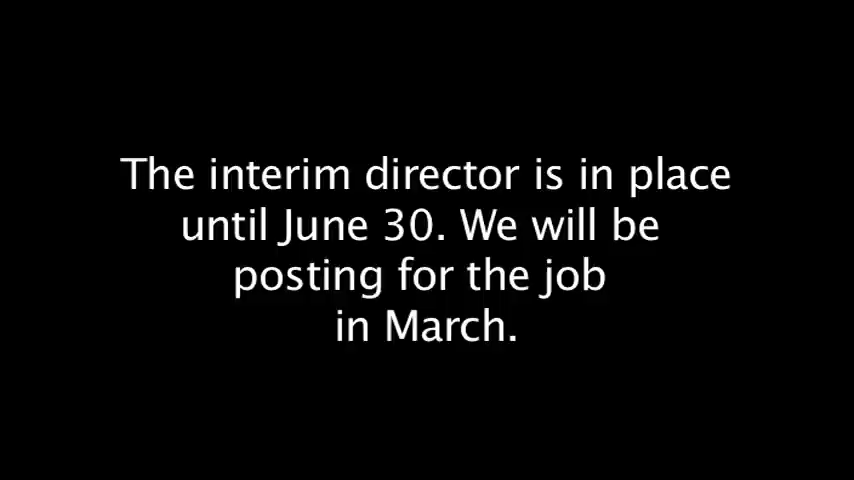 The interim director is in place
until June 30. We will be
posting for the job
in March.